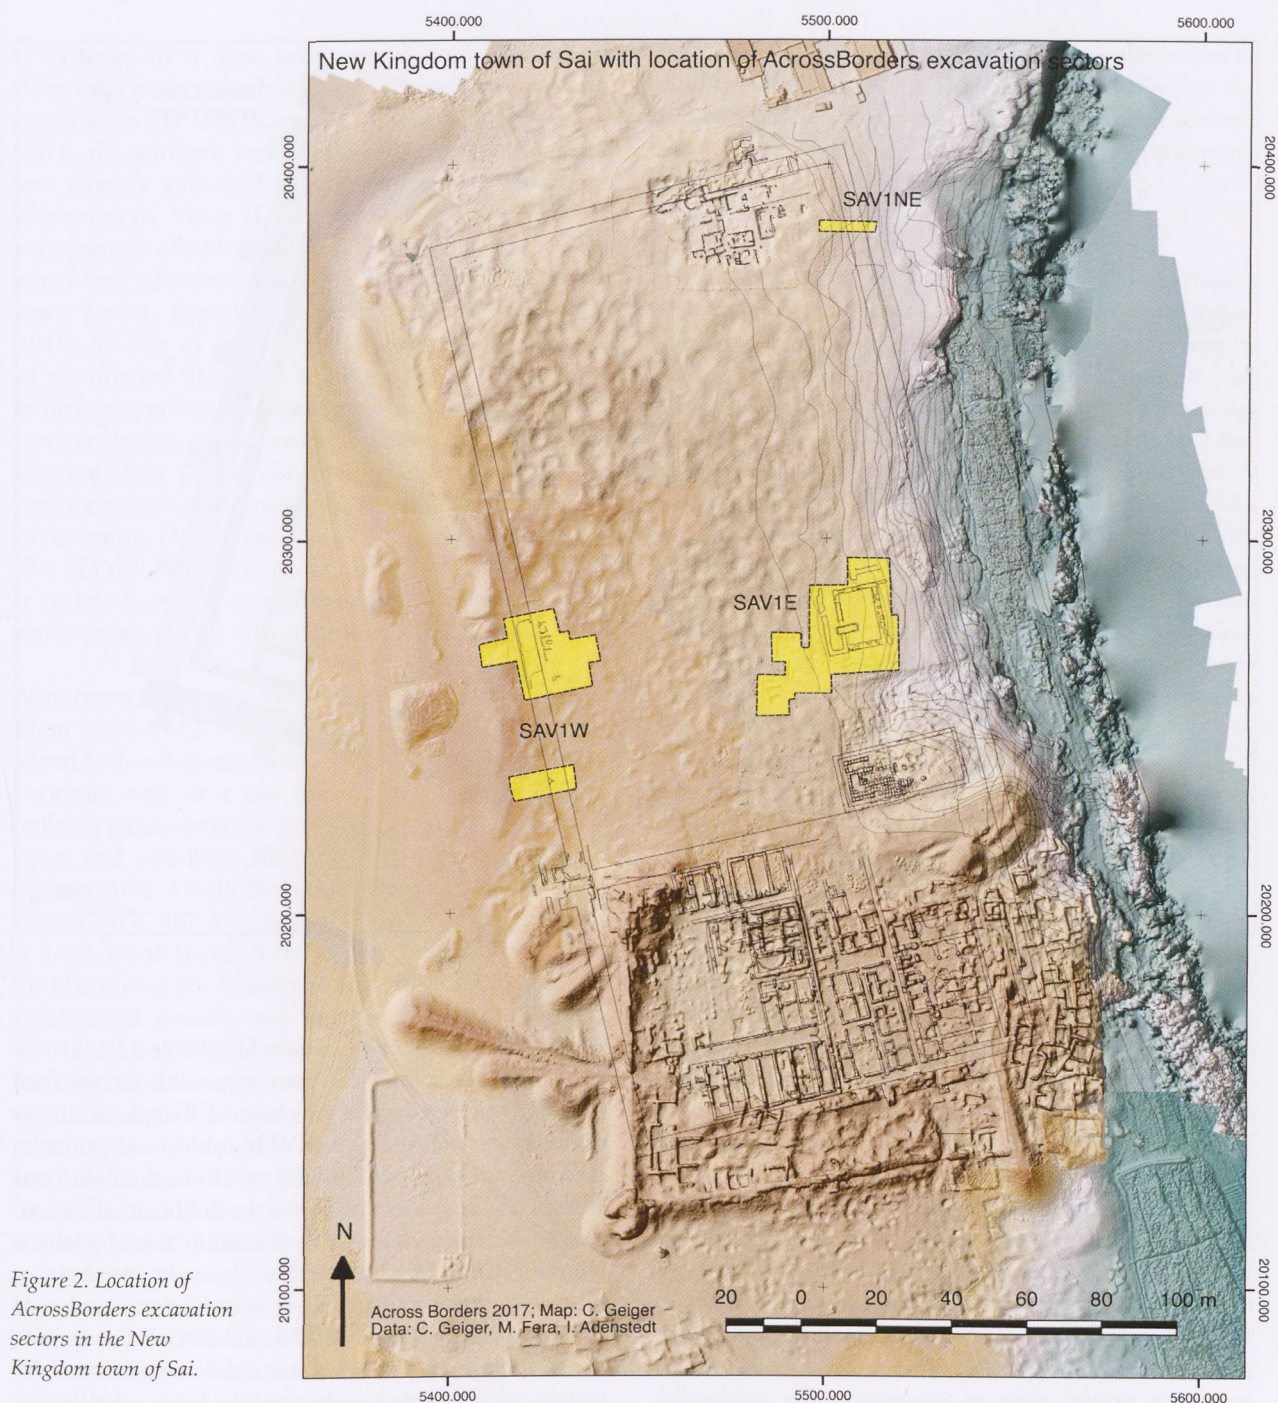 5400.000 5500.000 5600.000
New Kingdom town of Sai with location of AcrossBorders excavation sectors
20400.000 20400.000
SAV1NE
20300.000 20300.000
SAV1E
SAV1W
20200.000 20200.000
N
20100.000 20100.000
Figure 2. Location of
AcrossBorders excavation
sectors in the New
Kingdom town of Sai.
Across Borders 2017; Map: C. Geiger
Data: C. Geiger, M. Fera, I. Adenstedt
20 0 20 40 60 80 100 m
5400.000 5500.000 5600.000